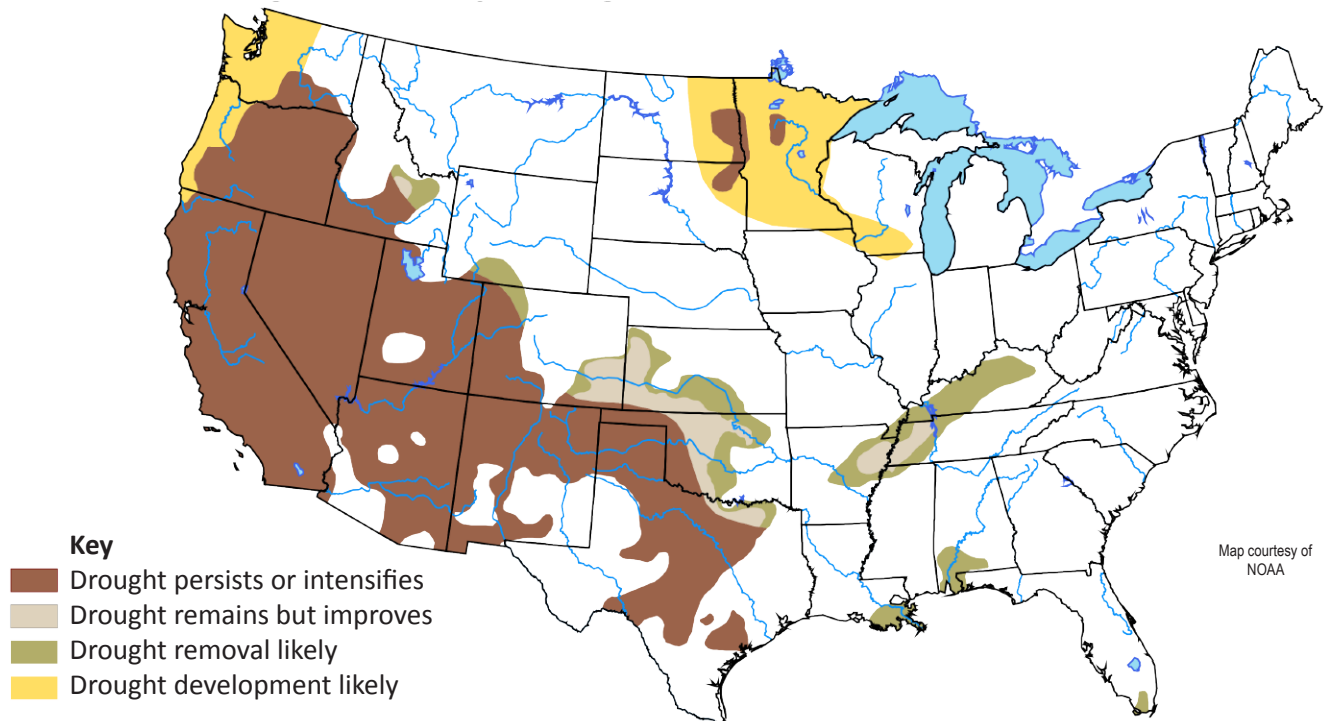 Key
Drought persists or intensifies
Drought remains but improves
Drought removal likely
Drought development likely
Map courtesy of
NOAA